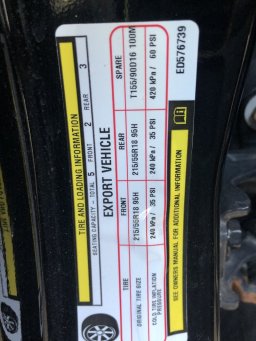 TIRE AND LOADING INFORMATION
SEATING CAPACITY - TOTAL 5 FRONT 2 REAR 3
EXPORT VEHICLE
TIRE FRONT REAR SPARE
ORIGINAL TIRE SIZE 215/55R18 95H 215/55R18 95H T155/90D16 100M
COLD TIRE INFLATION PRESSURE 240 kPa / 35 PSI 240 kPa / 35 PSI 420 kPa / 60 PSI
SEE OWNERS MANUAL FOR ADDITIONAL INFORMATION
ED576739